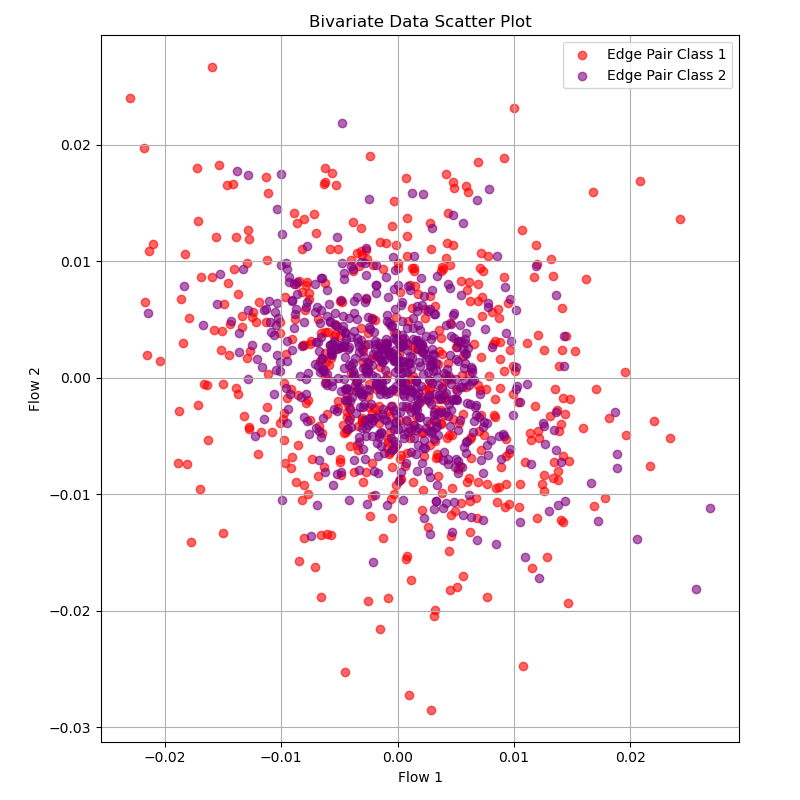 Bivariate Data Scatter Plot
Edge Pair Class 1
Edge Pair Class 2
Flow 2
0.02
0.01
0.00
−0.01
−0.02
−0.03
−0.02
−0.01
0.00
0.01
0.02
Flow 1